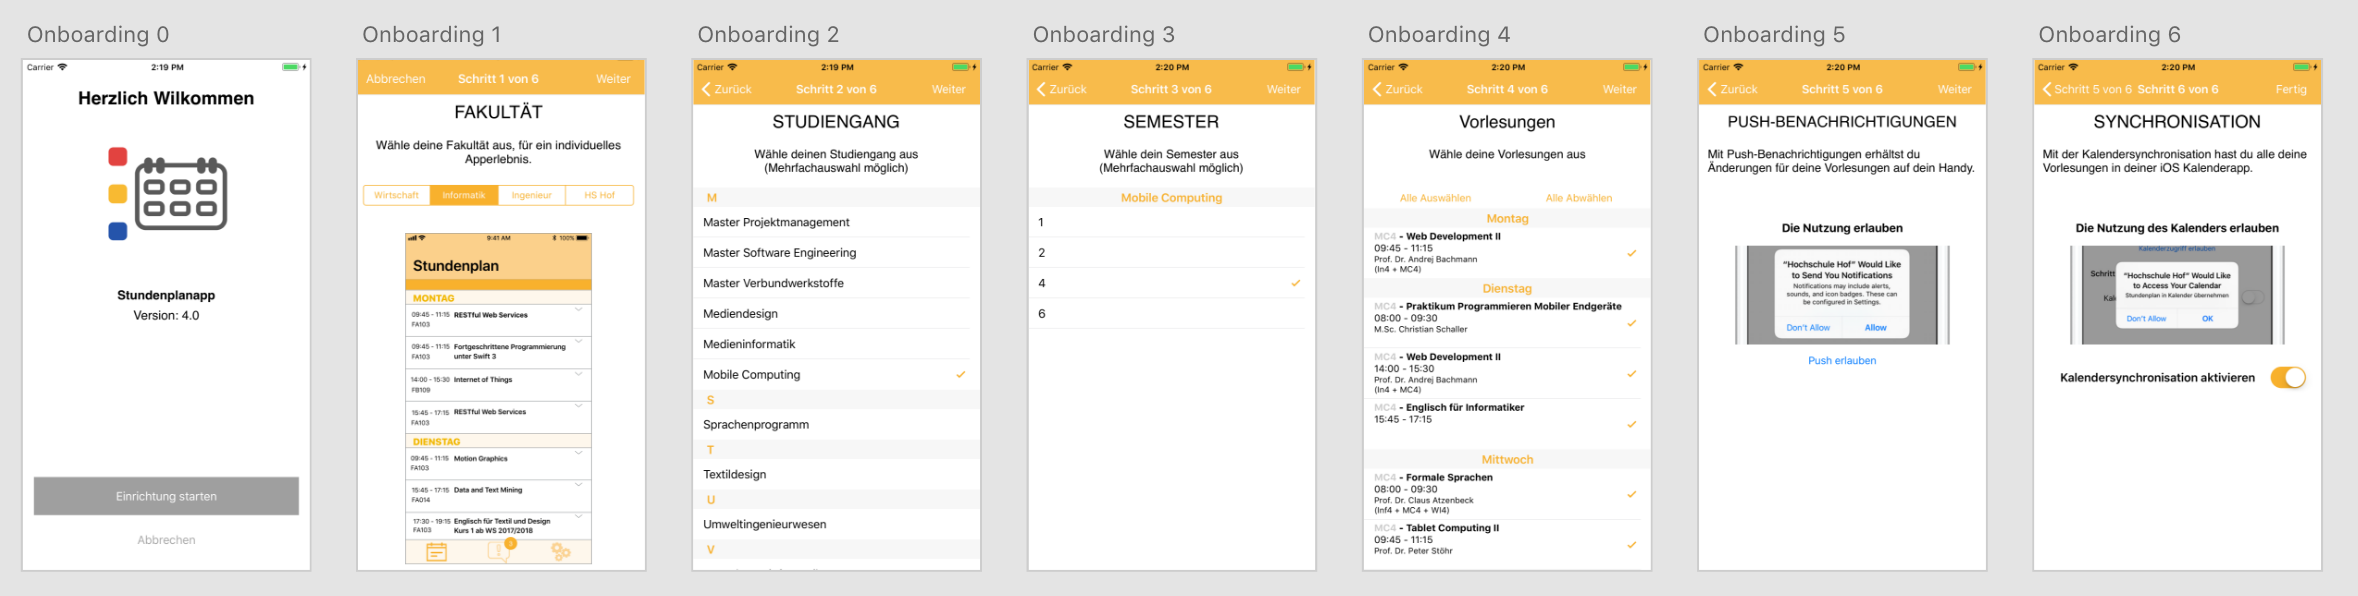 Onboarding 0
Carrier 2:19 PM
Herzlich Wilkommen
Stundenplanapp
Version: 4.0
Einrichtung starten
Abbrechen
Onboarding 1
Abbrechen Schritt 1 von 6 Weiter
FAKULTÄT
Wähle deine Fakultät aus, für ein individuelles
Apperlebnis.
Wirtschaft Informatik Ingenieur HS Hof
9:41 AM 100%
Stundenplan
MONTAG
09:45 - 11:15 RESTful Web Services
FA103
09:45 - 11:15 Fortgeschrittene Programmierung
FA103 unter Swift 3
14:00 - 15:30 Internet of Things
FB109
15:45 - 17:15 RESTful Web Services
FA103
DIENSTAG
09:45 - 11:15 Motion Graphics
FA103
15:45 - 17:15 Data and Text Mining
FA014
17:30 - 19:15 Englisch für Textil und Design
FA103 Kurs 1 ab WS 2017/2018
Onboarding 2
Carrier 2:19 PM
Zurück Schritt 2 von 6 Weiter
STUDIENGANG
Wähle deinen Studiengang aus
(Mehrfachauswahl möglich)
M
Master Projektmanagement
Master Software Engineering
Master Verbundwerkstoffe
Mediendesign
Medieninformatik
Mobile Computing
S
Sprachenprogramm
T
Textildesign
U
Umweltingenieurwesen
V
Onboarding 3
Carrier 2:20 PM
Zurück Schritt 3 von 6 Weiter
SEMESTER
Wähle dein Semester aus
(Mehrfachauswahl möglich)
Mobile Computing
1
2
4
6
Onboarding 4
Carrier 2:20 PM
Zurück Schritt 4 von 6 Weiter
Vorlesungen
Wähle deine Vorlesungen aus
Alle Auswählen Alle Abwählen
Montag
MC4 - Web Development II
09:45 - 11:15
Prof. Dr. Andrej Bachmann
(In4 + MC4)
Dienstag
MC4 - Praktikum Programmieren Mobiler Endgeräte
08:00 - 09:30
M.Sc. Christian Schaller
MC4 - Web Development II
14:00 - 15:30
Prof. Dr. Andrej Bachmann
(In4 + MC4)
MC4 - Englisch für Informatiker
15:45 - 17:15
Mittwoch
MC4 - Formale Sprachen
08:00 - 09:30
Prof. Dr. Claus Atzenbeck
(Inf4 + MC4 + WI4)
MC4 - Tablet Computing II
09:45 - 11:15
Prof. Dr. Peter Stöhr
Onboarding 5
Carrier 2:20 PM
Zurück Schritt 5 von 6 Weiter
PUSH-BENACHRICHTIGUNGEN
Mit Push-Benachrichtigungen erhältst du
Änderungen für deine Vorlesungen auf dein Handy.
Die Nutzung erlauben
"Hochschule Hof" Would Like
to Send You Notifications
Notifications may include alerts,
sounds, and icon badges. These can
be configured in Settings.
Don't Allow Allow
Push erlauben
Onboarding 6
Carrier 2:20 PM
Schritt 5 von 6 Schritt 6 von 6 Fertig
SYNCHRONISATION
Mit der Kalendersynchronisation hast du alle deine
Vorlesungen in deiner iOS Kalenderapp.
Die Nutzung des Kalenders erlauben
Kalenderzugriff erlauben
Schritt
Kal
"Hochschule Hof" Would Like
to Access Your Calendar
Stundenplan in Kalender übernehmen
Don't Allow OK
Kalendersynchronisation aktivieren